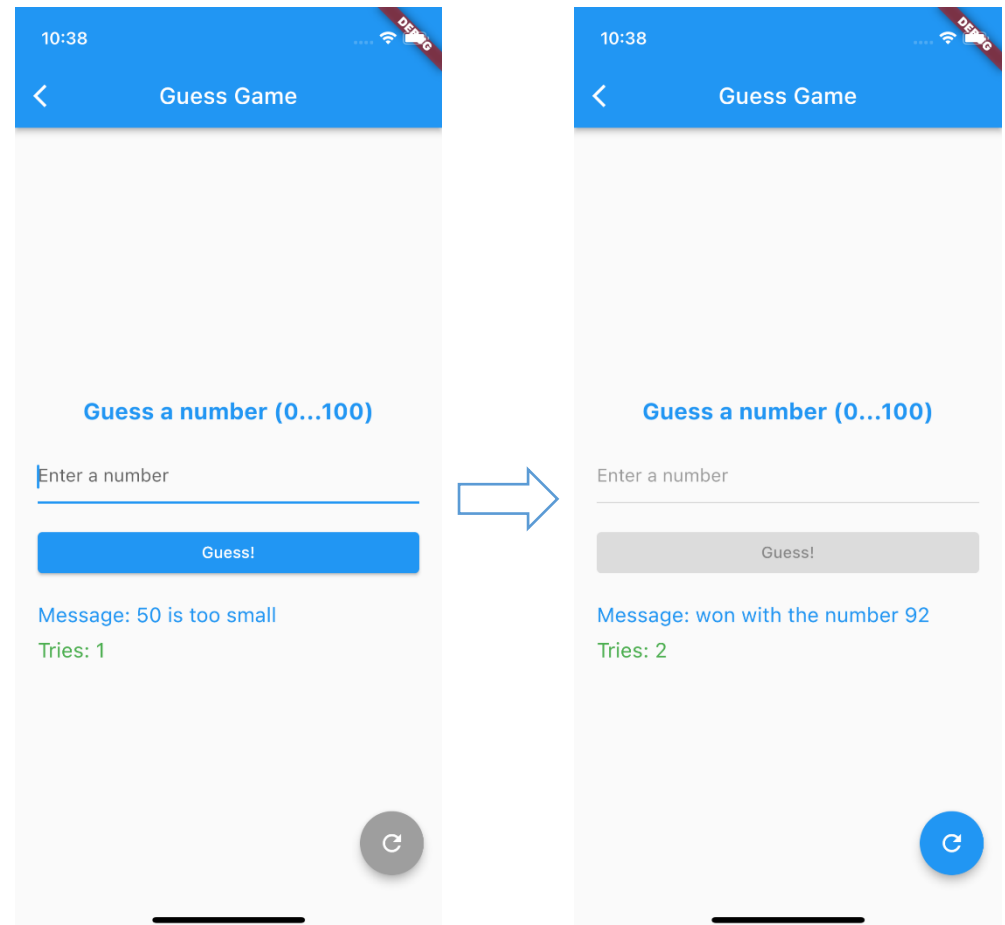 10:38
DEBUG
Guess Game
Guess a number (0...100)
Enter a number
Guess!
Message: 50 is too small
Tries: 1
10:38
DEBUG
Guess Game
Guess a number (0...100)
Enter a number
Guess!
Message: won with the number 92
Tries: 2